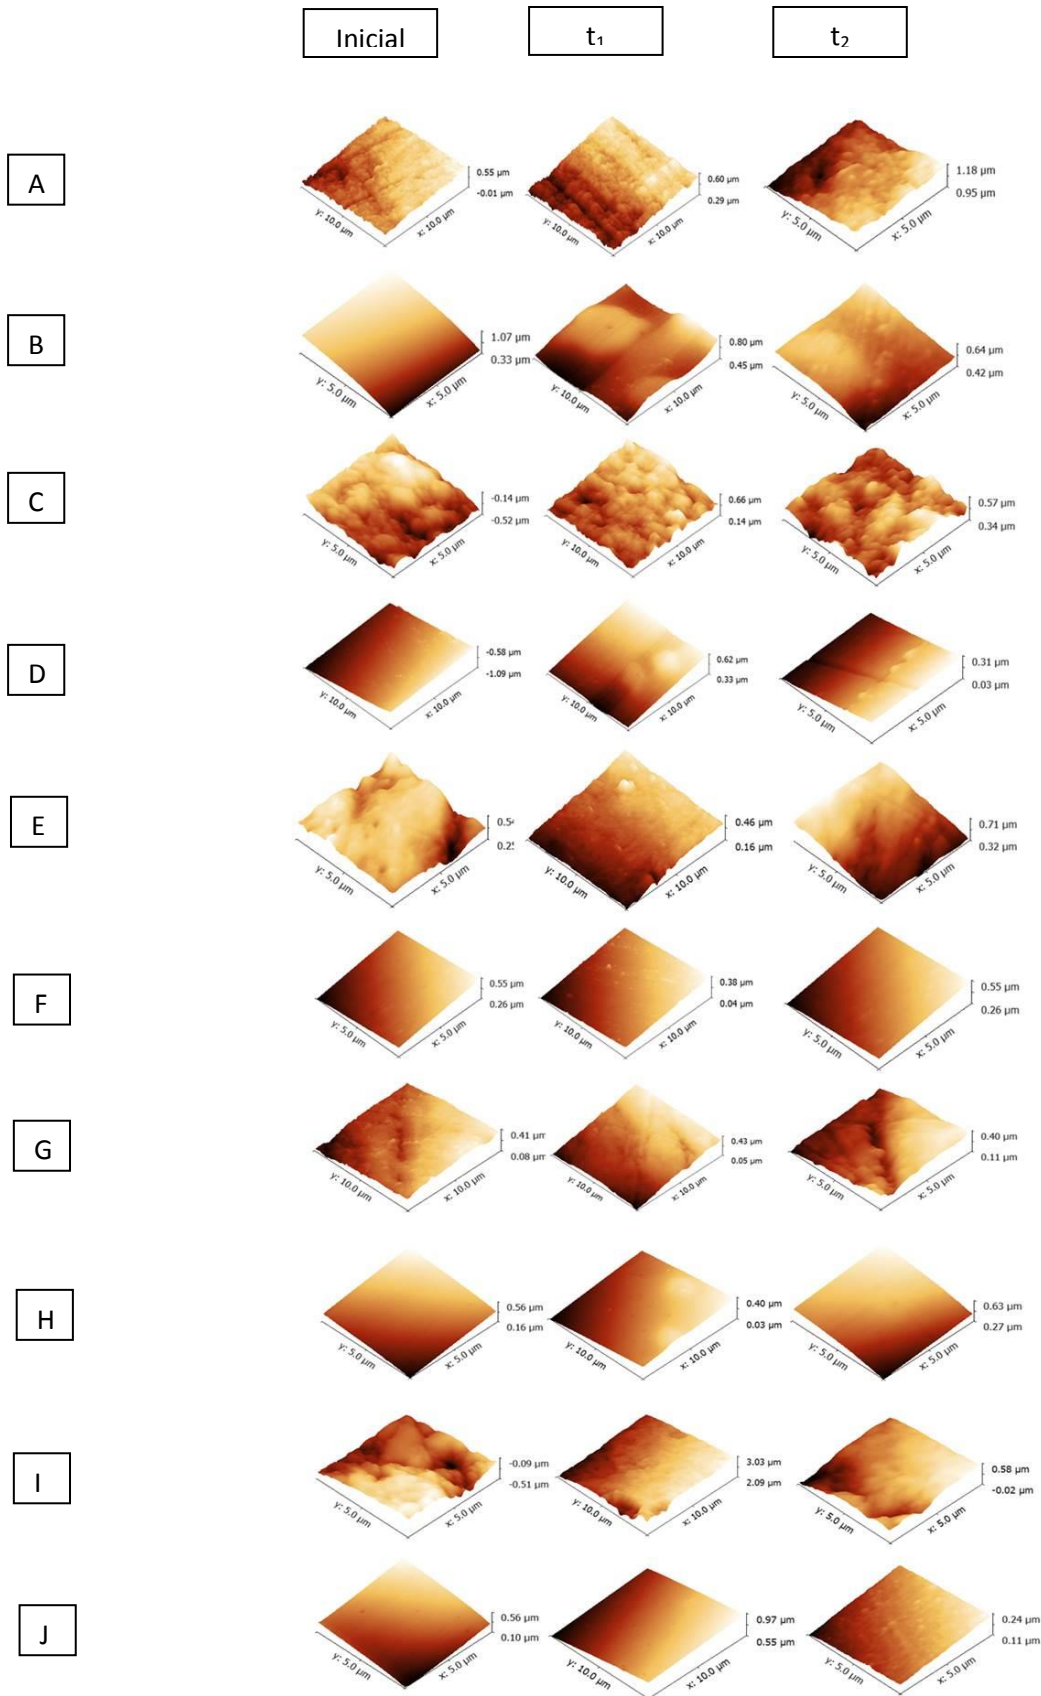 Inicial t₁ t₂
A
0.55 µm
-0.01 µm
y: 10.0 µm
x: 10.0 µm
0.60 µm
0.29 µm
y: 10.0 µm
x: 10.0 µm
1.18 µm
0.95 µm
y: 5.0 µm
x: 5.0 µm
B
1.07 µm
0.33 µm
y: 5.0 µm
x: 5.0 µm
0.80 µm
0.45 µm
y: 10.0 µm
x: 10.0 µm
0.64 µm
0.42 µm
y: 5.0 µm
x: 5.0 µm
C
-0.14 µm
-0.52 µm
y: 5.0 µm
x: 5.0 µm
0.66 µm
0.14 µm
y: 10.0 µm
x: 10.0 µm
0.57 µm
0.34 µm
y: 5.0 µm
x: 5.0 µm
D
-0.58 µm
-1.09 µm
y: 10.0 µm
x: 10.0 µm
0.62 µm
0.33 µm
y: 10.0 µm
x: 10.0 µm
0.31 µm
0.03 µm
y: 5.0 µm
x: 5.0 µm
E
y: 5.0 µm
x: 5.0 µm
0.46 µm
0.16 µm
y: 10.0 µm
x: 10.0 µm
0.71 µm
0.32 µm
y: 5.0 µm
x: 5.0 µm
F
0.55 µm
0.26 µm
y: 5.0 µm
x: 5.0 µm
0.38 µm
0.04 µm
y: 10.0 µm
x: 10.0 µm
0.55 µm
0.26 µm
y: 5.0 µm
x: 5.0 µm
G
0.41 µm
0.08 µm
y: 10.0 µm
x: 10.0 µm
0.43 µm
0.05 µm
y: 10.0 µm
x: 10.0 µm
0.40 µm
0.11 µm
y: 5.0 µm
x: 5.0 µm
H
0.56 µm
0.16 µm
y: 5.0 µm
x: 5.0 µm
0.40 µm
0.03 µm
y: 10.0 µm
x: 10.0 µm
0.63 µm
0.27 µm
y: 5.0 µm
x: 5.0 µm
I
-0.09 µm
-0.51 µm
y: 5.0 µm
x: 5.0 µm
3.03 µm
2.09 µm
y: 10.0 µm
x: 10.0 µm
0.58 µm
-0.02 µm
y: 5.0 µm
x: 5.0 µm
J
0.56 µm
0.10 µm
y: 5.0 µm
x: 5.0 µm
0.97 µm
0.55 µm
y: 10.0 µm
x: 10.0 µm
0.24 µm
0.11 µm
y: 5.0 µm
x: 5.0 µm